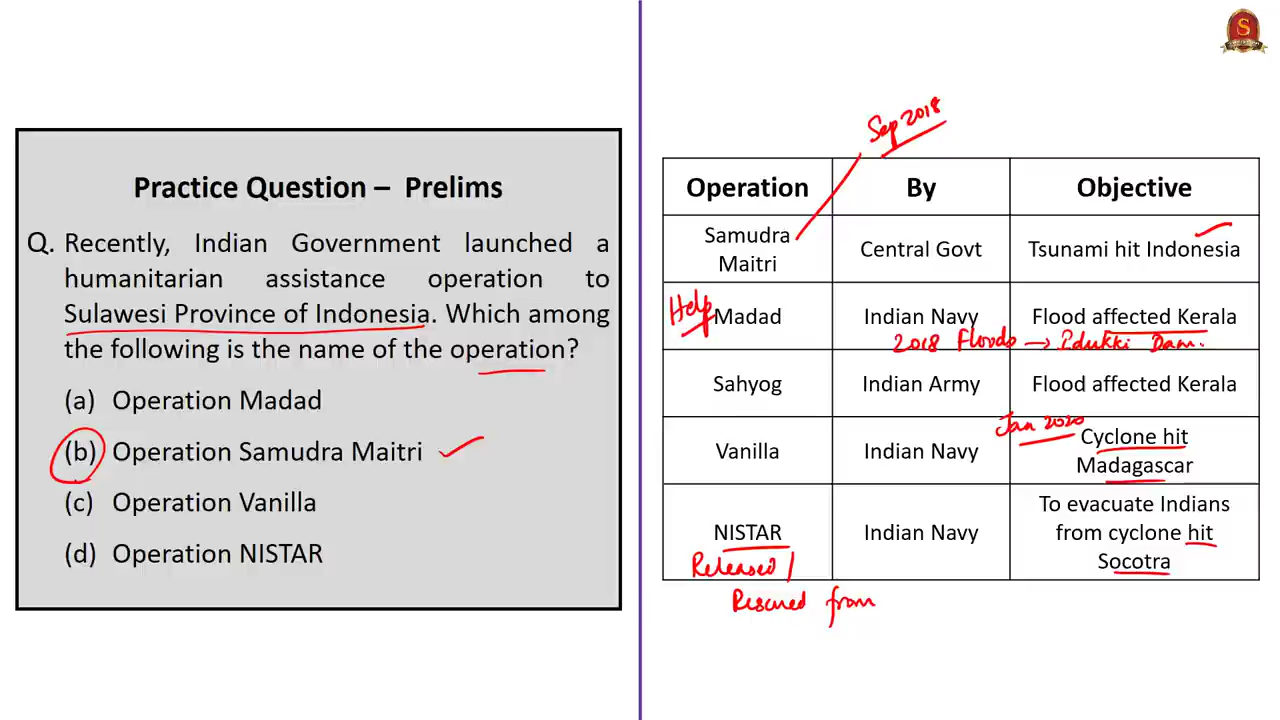 S
Practice Question – Prelims
Q. Recently, Indian Government launched a
humanitarian assistance operation to
Sulawesi Province of Indonesia. Which among
the following is the name of the operation?
(a) Operation Madad
(b) Operation Samudra Maitri
(c) Operation Vanilla
(d) Operation NISTAR
Sep 2018
Operation By Objective
Samudra
Maitri
Central Govt
Tsunami hit Indonesia
Help
Madad
Indian Navy
Flood affected Kerala
2018 Floods → Idukki Dam.
Sahyog
Indian Army
Flood affected Kerala
Jan 2020
Vanilla
Indian Navy
Cyclone hit
Madagascar
NISTAR
Indian Navy
To evacuate Indians
from cyclone hit
Socotra
Released /
Rescued from